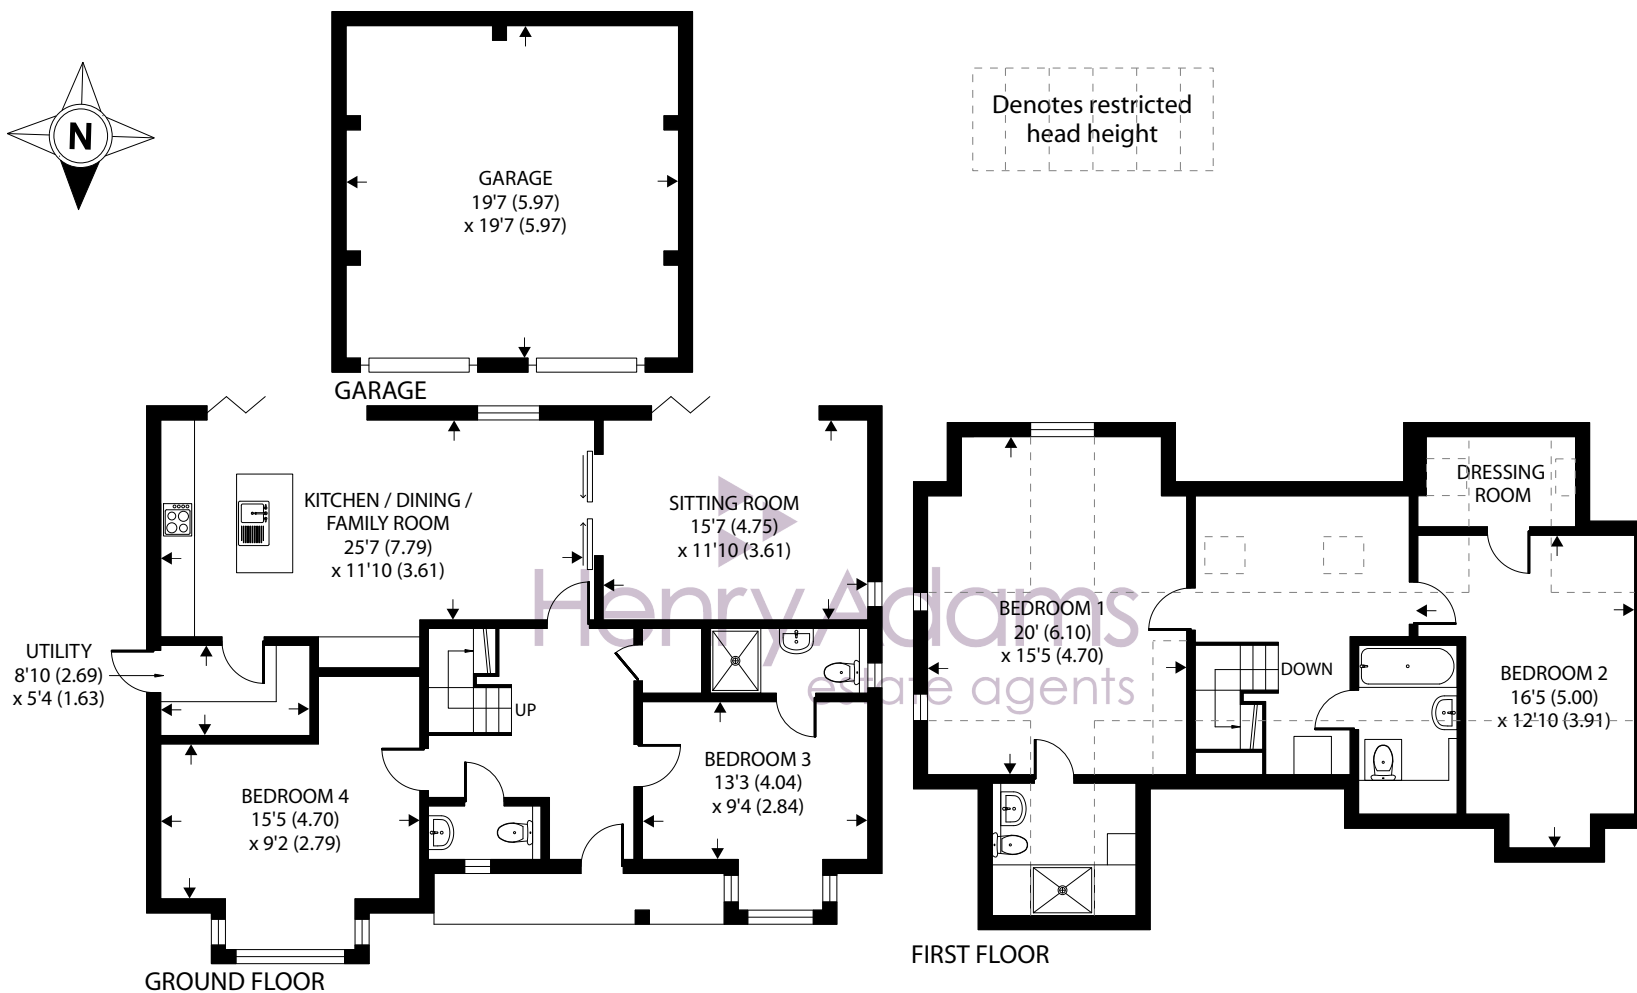 N
Denotes restricted
head height
GARAGE
19'7 (5.97)
x 19'7 (5.97)
GARAGE
KITCHEN / DINING /
FAMILY ROOM
25'7 (7.79)
x 11'10 (3.61)
SITTING ROOM
15'7 (4.75)
x 11'10 (3.61)
UTILITY
8'10 (2.69)
x 5'4 (1.63)
UP
BEDROOM 4
15'5 (4.70)
x 9'2 (2.79)
BEDROOM 3
13'3 (4.04)
x 9'4 (2.84)
GROUND FLOOR
Henry Adams
estate agents
DRESSING
ROOM
BEDROOM 1
20' (6.10)
x 15'5 (4.70)
DOWN
BEDROOM 2
16'5 (5.00)
x 12'10 (3.91)
FIRST FLOOR